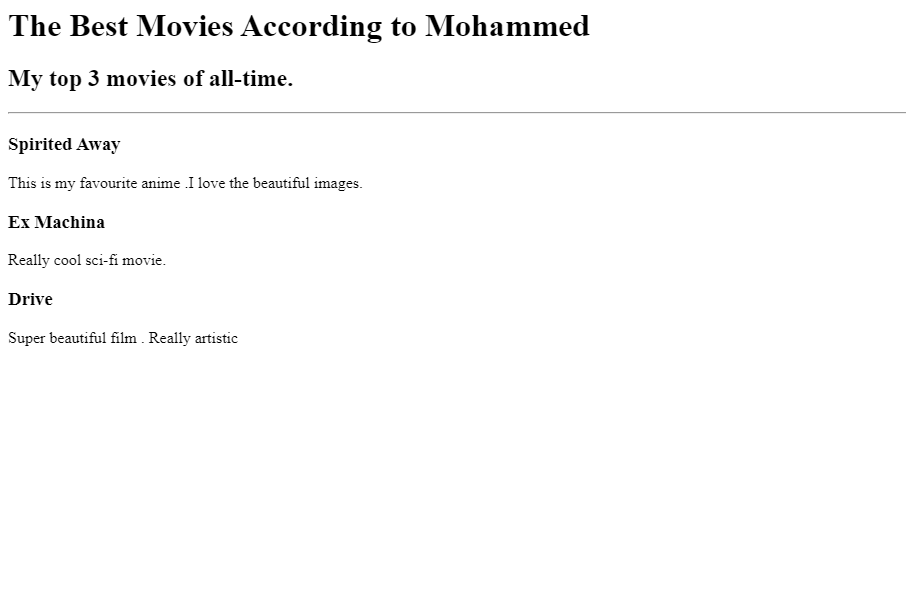 The Best Movies According to Mohammed
My top 3 movies of all-time.
Spirited Away
This is my favourite anime .I love the beautiful images.
Ex Machina
Really cool sci-fi movie.
Drive
Super beautiful film . Really artistic